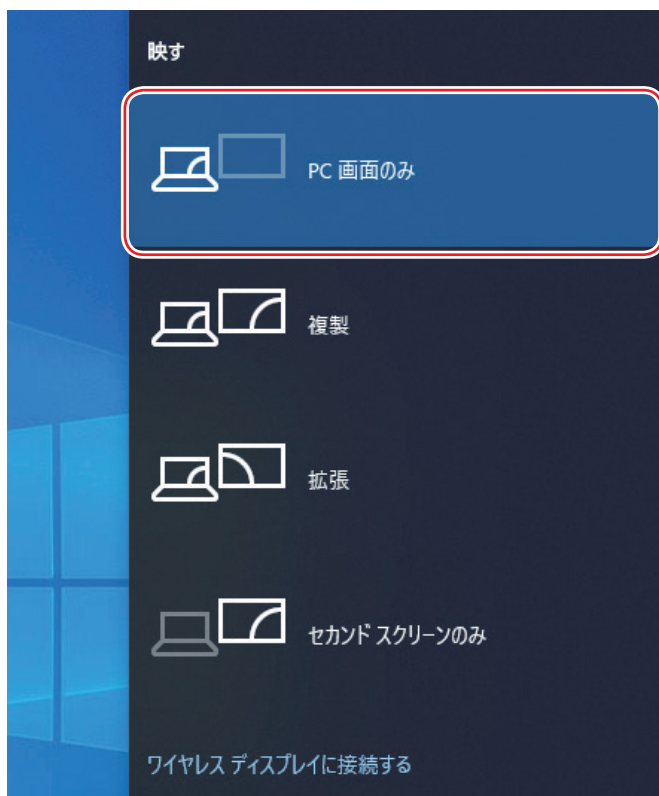 映す
PC 画面のみ
複製
拡張
セカンド スクリーンのみ
ワイヤレス ディスプレイに接続する